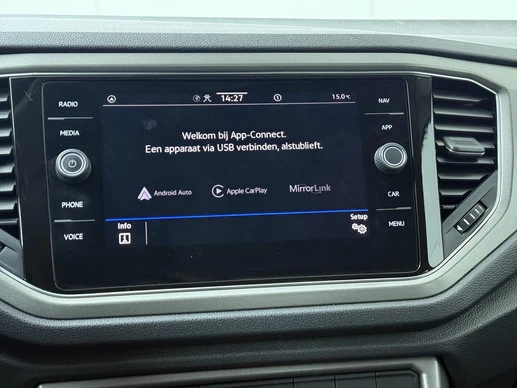 RADIO
MEDIA
PHONE
VOICE
14:27
15.0°C
Welkom bij App-Connect.
Een apparaat via USB verbinden, alstublieft.
Android Auto
Apple CarPlay
MirrorLink
Info
Setup
NAV
APP
CAR
MENU